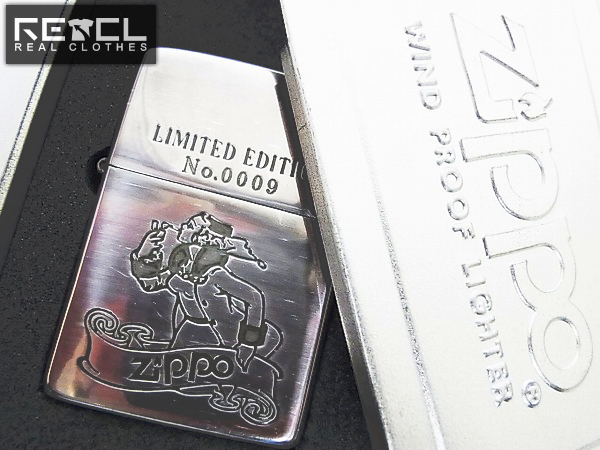 RECL
REAL CLOTHES
LIMITED EDITI
No.0009
zippo
zippo®
WIND PROOF LIGHTER